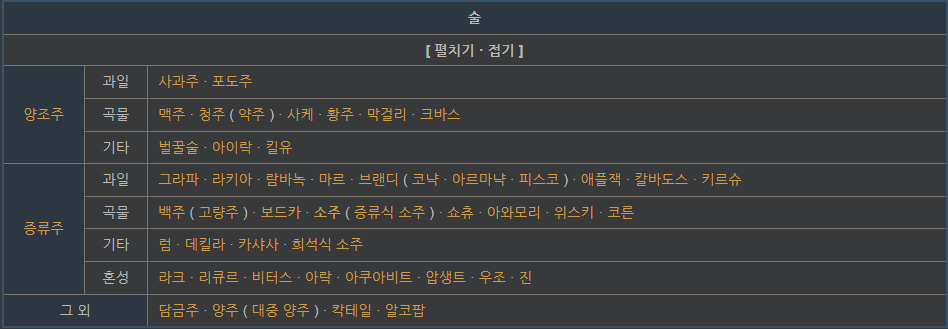 술
[ 펼치기 · 접기 ]
양조주
과일 사과주 · 포도주
곡물 맥주 · 청주 ( 약주 ) · 사케 · 황주 · 막걸리 · 크바스
기타 벌꿀술 · 아이락 · 킬유
증류주
과일 그라파 · 라키아 · 람바녹 · 마르 · 브랜디 ( 코냑 · 아르마냑 · 피스코 ) · 애플잭 · 칼바도스 · 키르슈
곡물 백주 ( 고량주 ) · 보드카 · 소주 ( 증류식 소주 ) · 쇼츄 · 아와모리 · 위스키 · 코른
기타 럼 · 데킬라 · 카샤사 · 희석식 소주
혼성 라크 · 리큐르 · 비터스 · 아락 · 아쿠아비트 · 압생트 · 우조 · 진
그 외 담금주 · 양주 ( 대중 양주 ) · 칵테일 · 알코팝